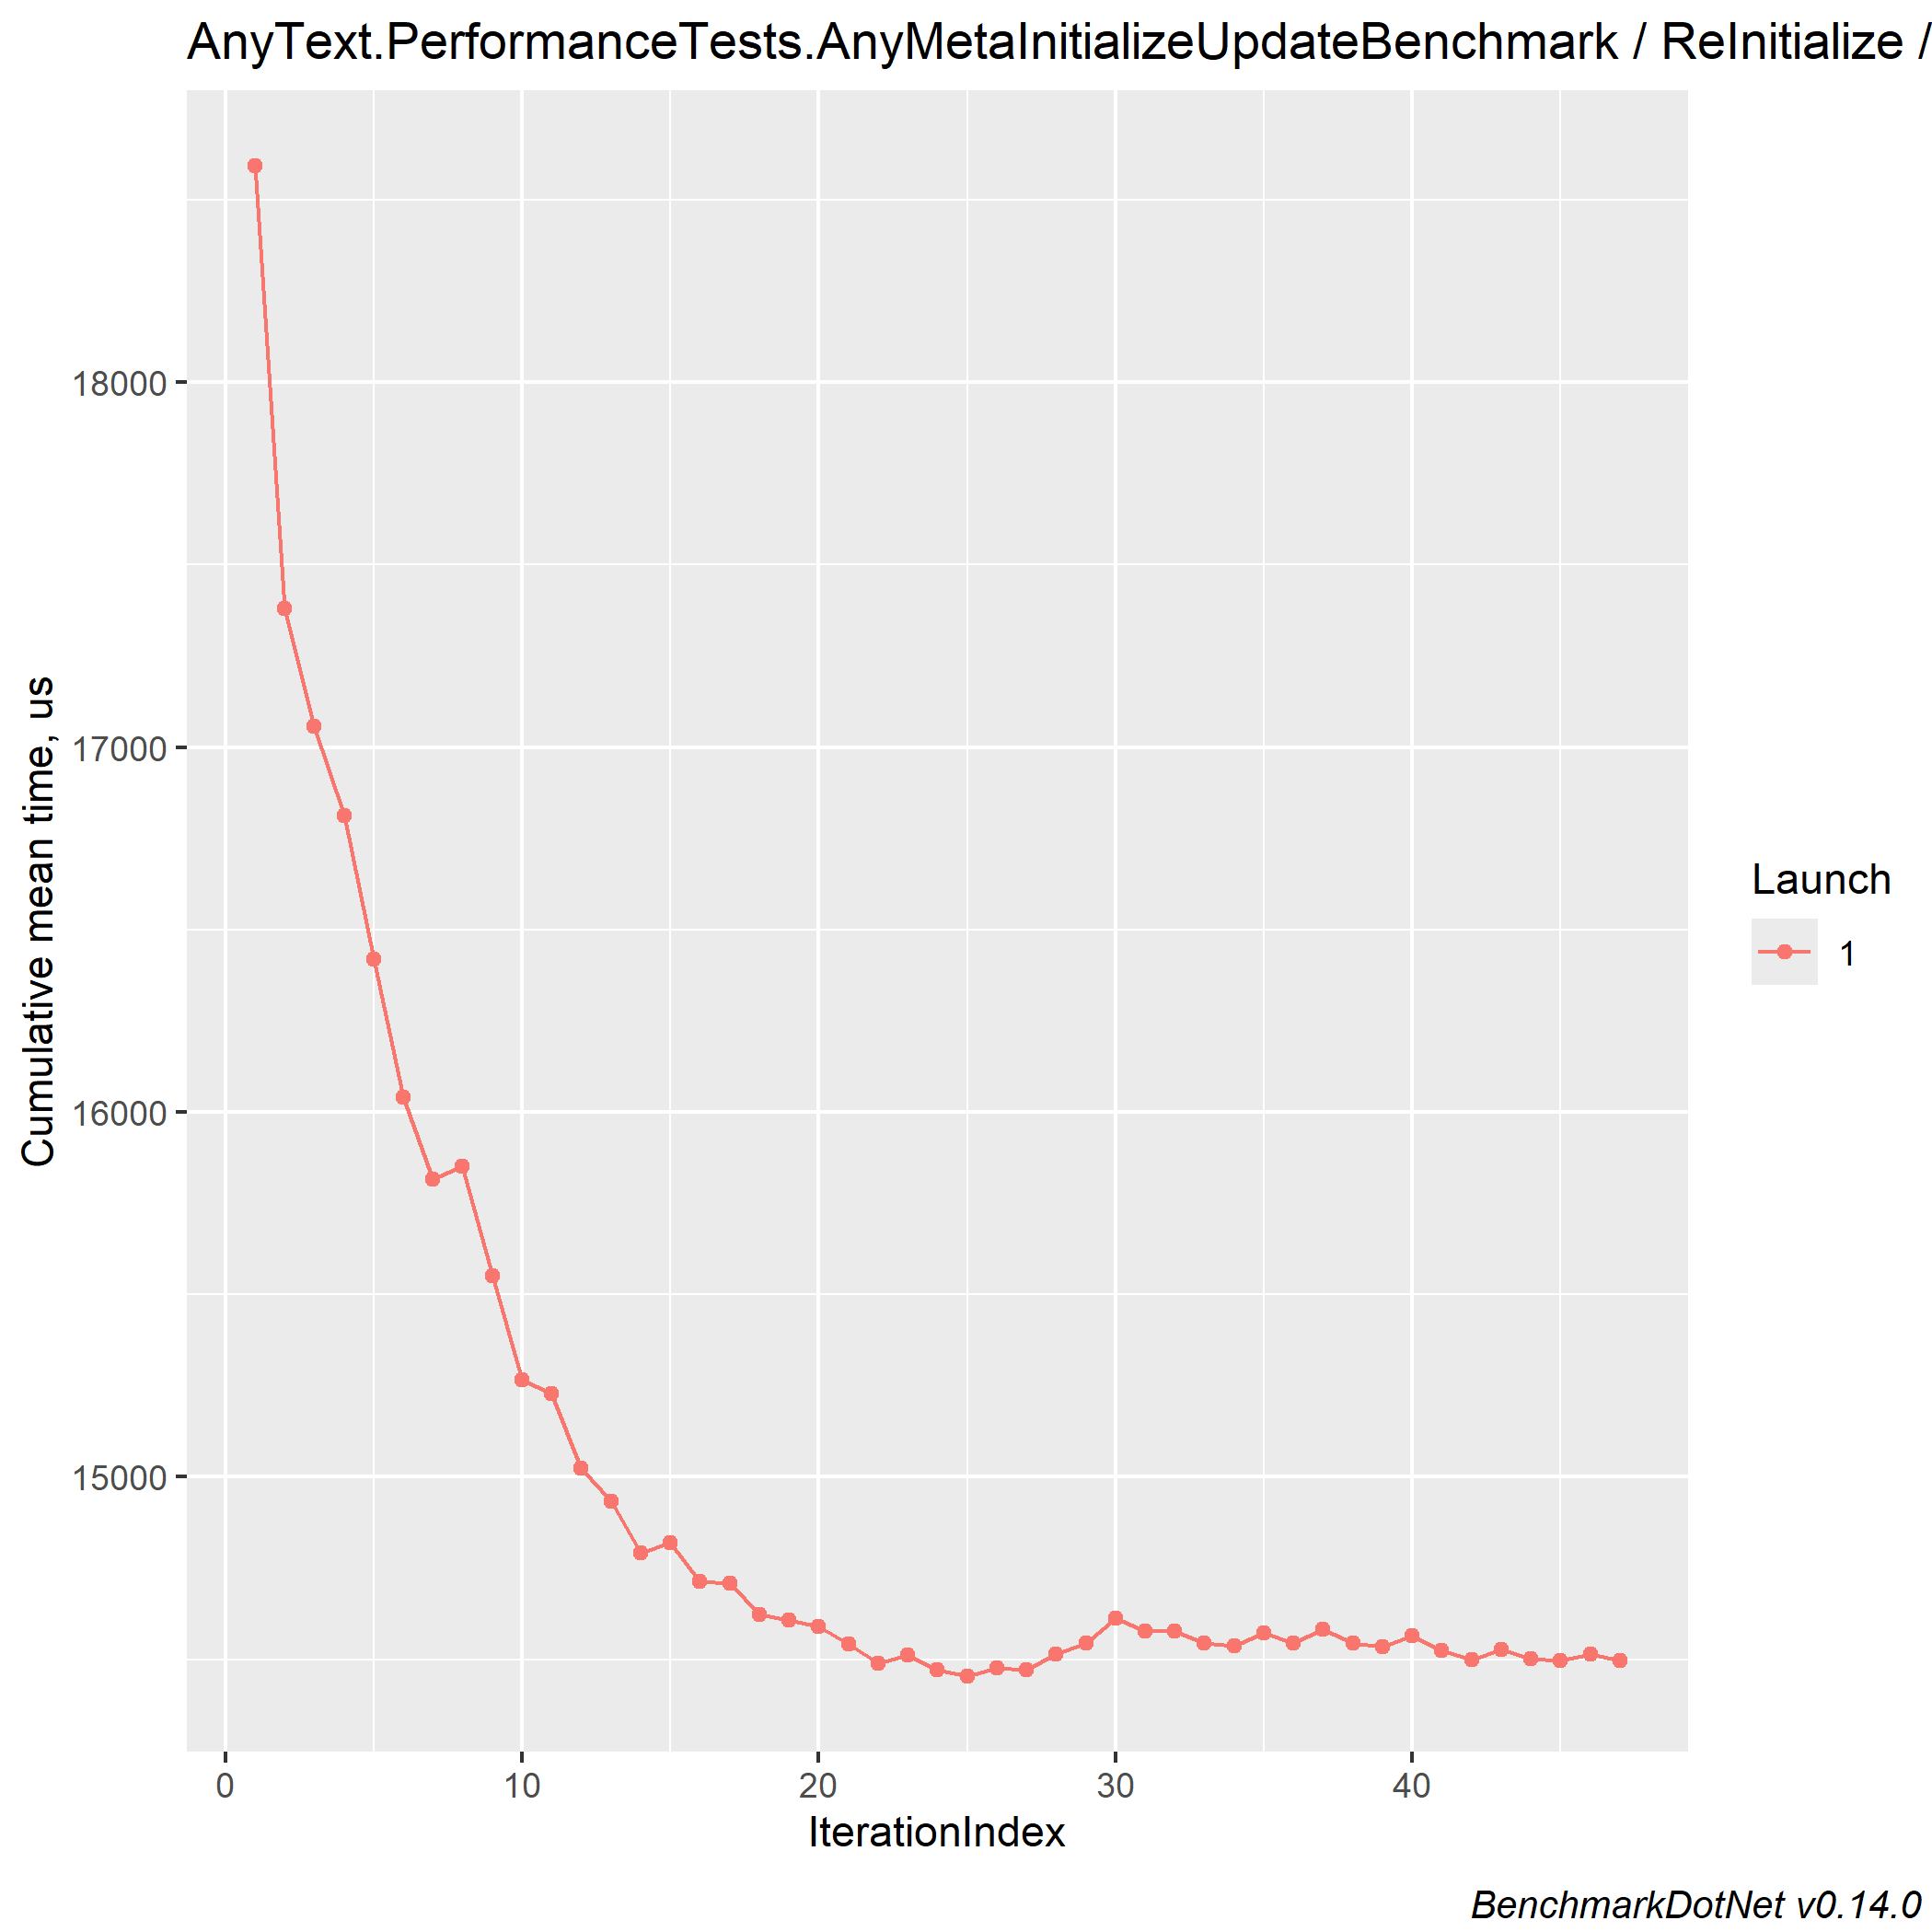 AnyText.PerformanceTests.AnyMetaInitializeUpdateBenchmark / ReInitialize /
18000
17000
16000
15000
Cumulative mean time, us
0 10 20 30 40
IterationIndex
Launch
1
BenchmarkDotNet v0.14.0